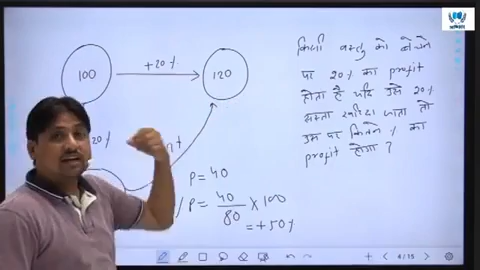 किसी वस्तु को बेचने
पर 20% का profit
होता है यदि उसे 20%
सस्ता खरीदा जाता तो
उस पर कितने % का
profit होगा ?
100
+20%
120
20%
P = 40
P = 40/80 × 100
= +50%
4/15